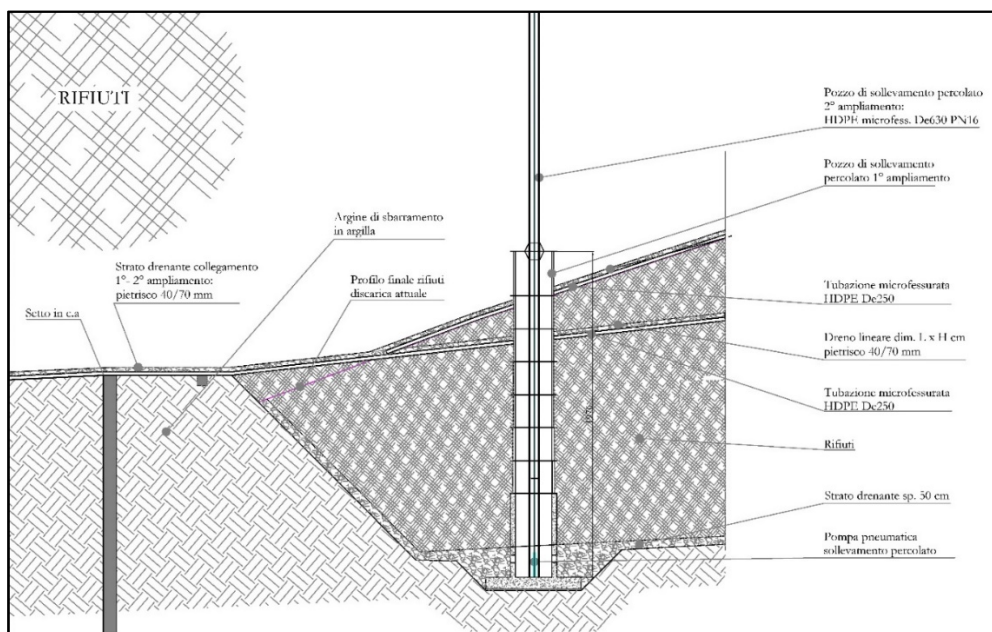 RIFIUTI
Argine di sbarramento
in argilla
Strato drenante collegamento
1°- 2° ampliamento:
pietrisco 40/70 mm
Profilo finale rifiuti
discarica attuale
Setto in c.a
Pozzo di sollevamento percolato
2° ampliamento:
HDPE microfess. De630 PN16
Pozzo di sollevamento
percolato 1° ampliamento
Tubazione microfessurata
HDPE De250
Dreno lineare dim. L x H cm
pietrisco 40/70 mm
Tubazione microfessurata
HDPE De250
Rifiuti
Strato drenante sp. 50 cm
Pompa pneumatica
sollevamento percolato